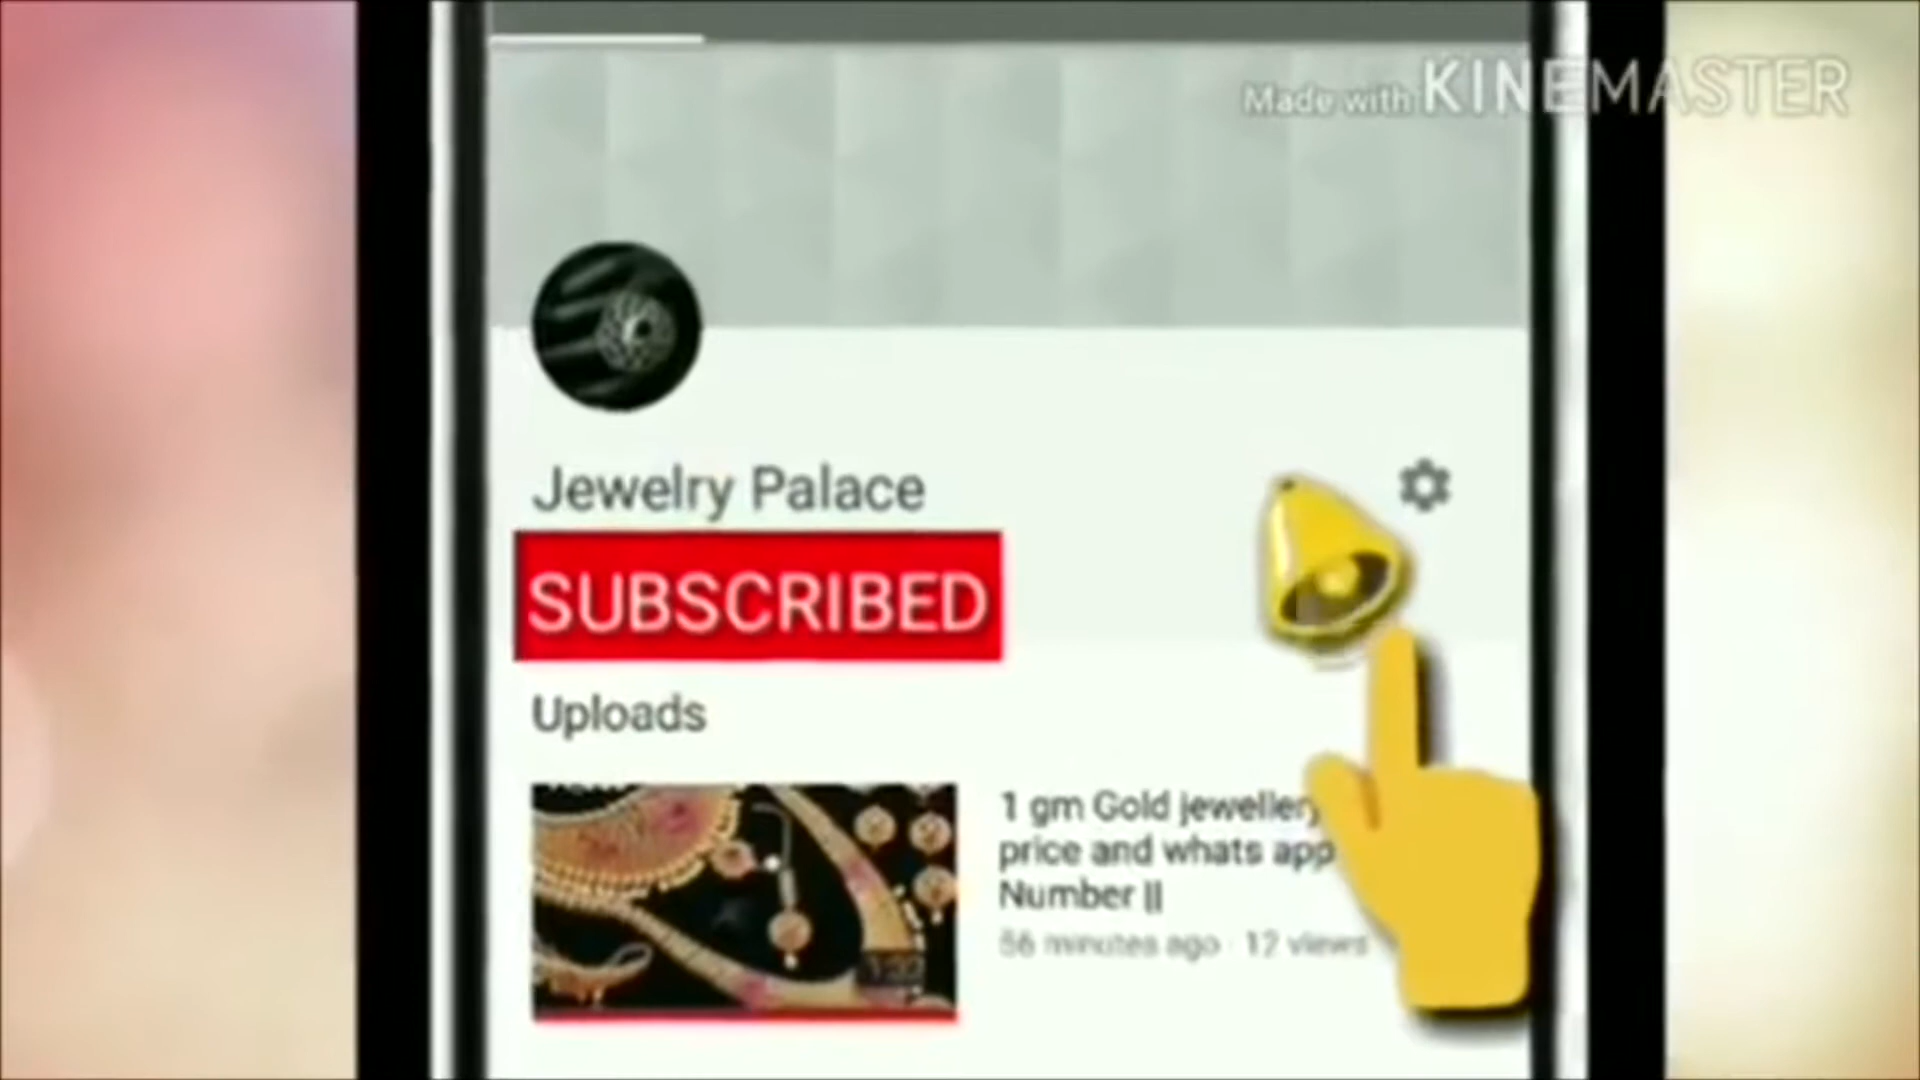 Made with KINEMASTER
Jewelry Palace
SUBSCRIBED
Uploads
1 gm Gold jewellery
price and whats app
Number ||
56 minutes ago · 12 views